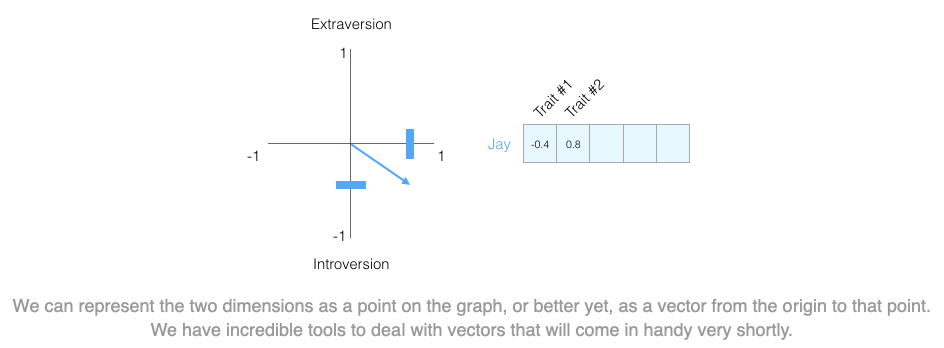 Extraversion
1
-1
1
-1
Introversion
Trait #1
Trait #2
Jay
-0.4
0.8
We can represent the two dimensions as a point on the graph, or better yet, as a vector from the origin to that point.
We have incredible tools to deal with vectors that will come in handy very shortly.